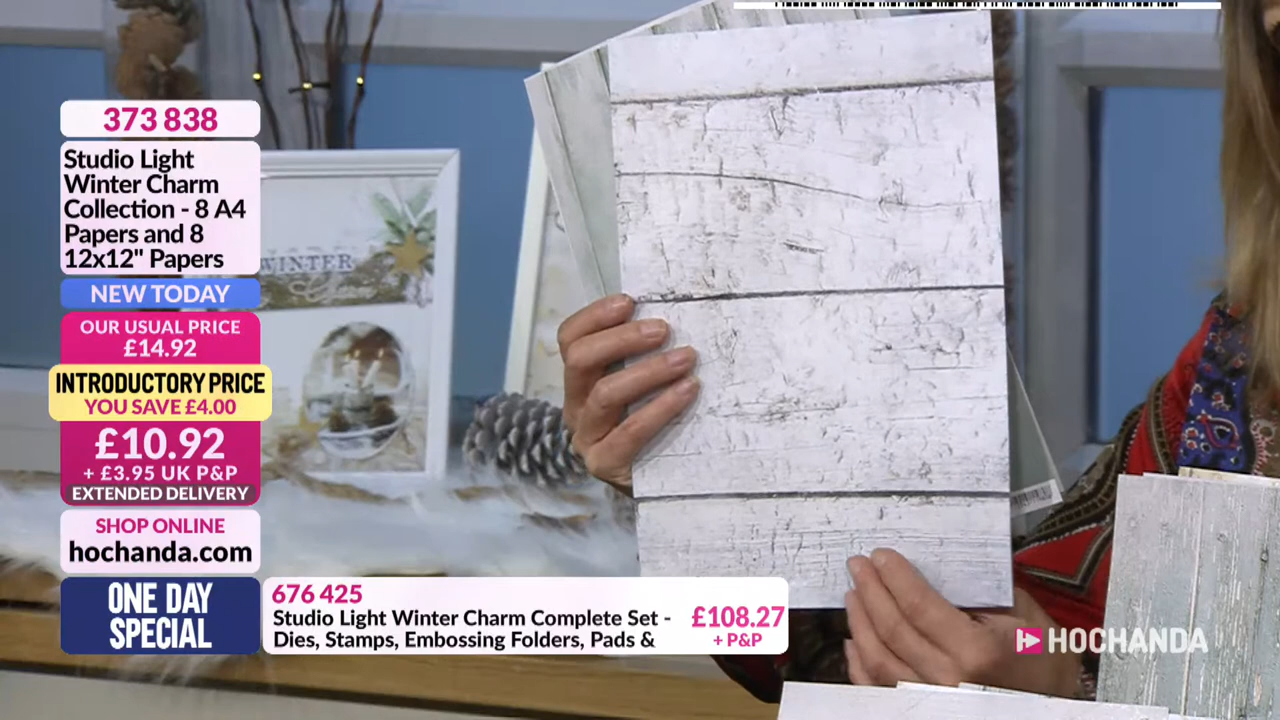 373 838
Studio Light
Winter Charm
Collection - 8 A4
Papers and 8
12x12" Papers
NEW TODAY
OUR USUAL PRICE
£14.92
INTRODUCTORY PRICE
YOU SAVE £4.00
£10.92
+ £3.95 UK P&P
EXTENDED DELIVERY
SHOP ONLINE
hochanda.com
ONE DAY
SPECIAL
676 425
Studio Light Winter Charm Complete Set -
Dies, Stamps, Embossing Folders, Pads &
£108.27
+ P&P
WINTER
HOCHANDA